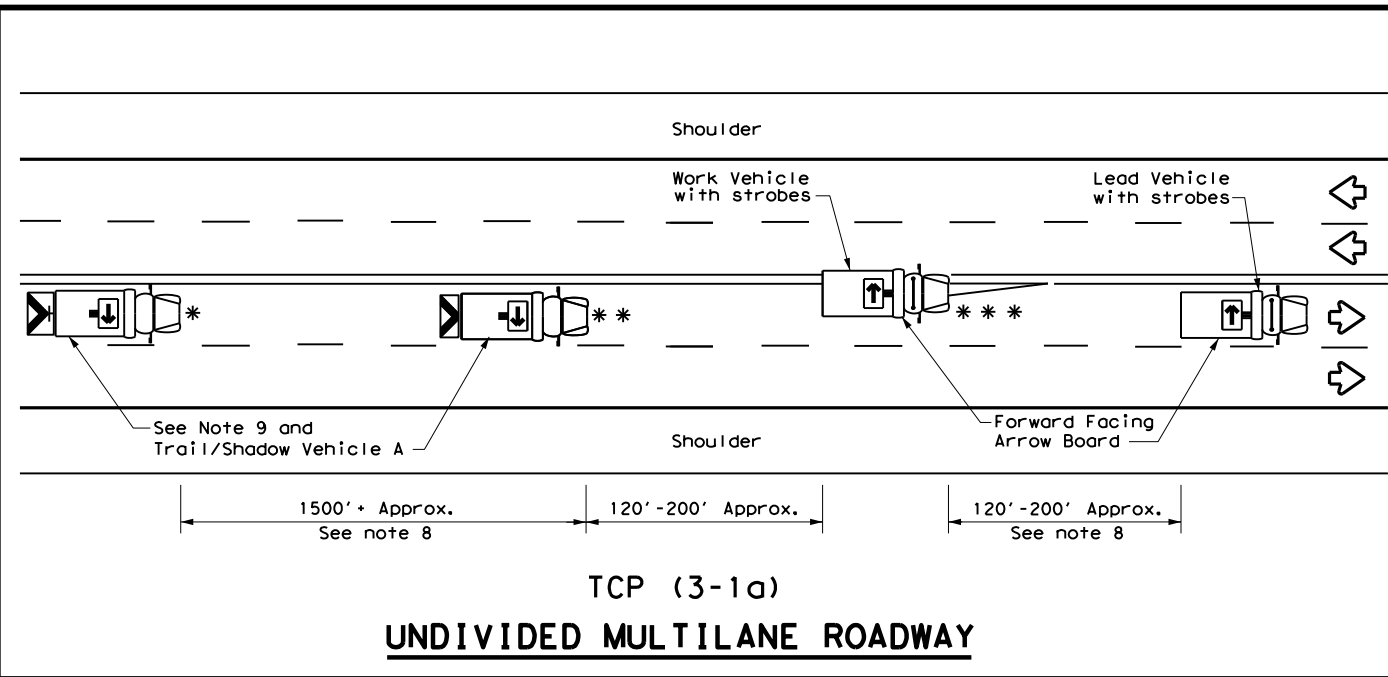 Shoulder
Work Vehicle
with strobes
Lead Vehicle
with strobes
*
* *
* * *
See Note 9 and
Trail/Shadow Vehicle A
Shoulder
Forward Facing
Arrow Board
1500'+ Approx.
See note 8
120'-200' Approx.
120'-200' Approx.
See note 8
TCP (3-1a)
UNDIVIDED MULTILANE ROADWAY